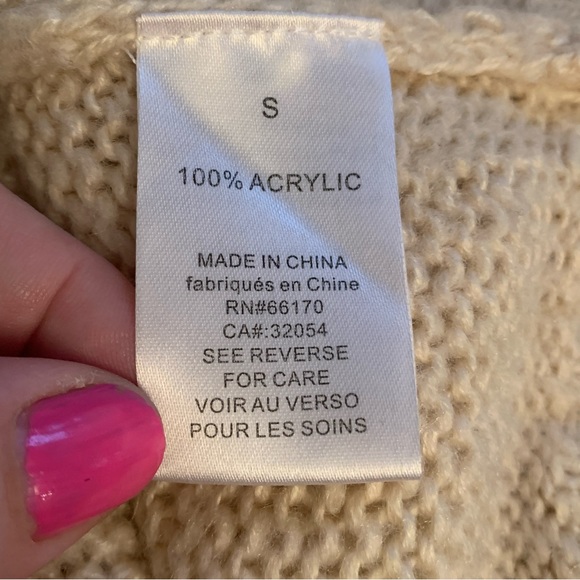 S
100% ACRYLIC
MADE IN CHINA
fabriqués en Chine
RN#66170
CA#:32054
SEE REVERSE
FOR CARE
VOIR AU VERSO
POUR LES SOINS